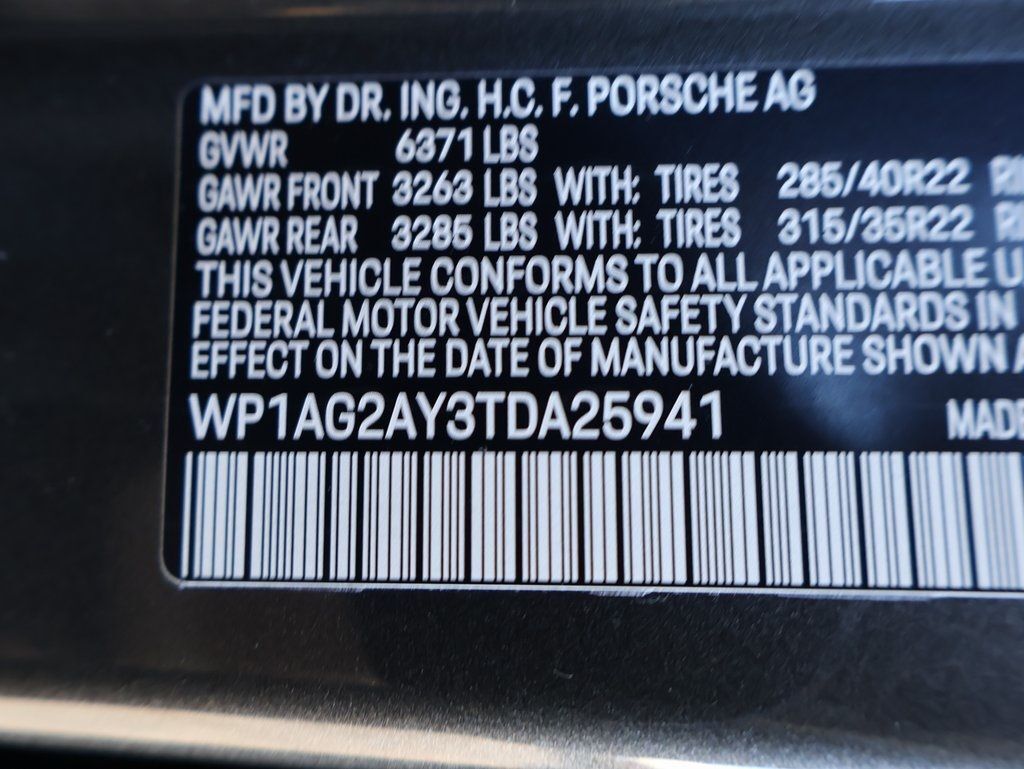 MFD BY DR. ING. H.C. F. PORSCHE AG
GVWR 6371 LBS
GAWR FRONT 3263 LBS WITH: TIRES 285/40R22
GAWR REAR 3285 LBS WITH: TIRES 315/35R22
THIS VEHICLE CONFORMS TO ALL APPLICABLE
FEDERAL MOTOR VEHICLE SAFETY STANDARDS IN
EFFECT ON THE DATE OF MANUFACTURE SHOWN
WP1AG2AY3TDA25941 MADE